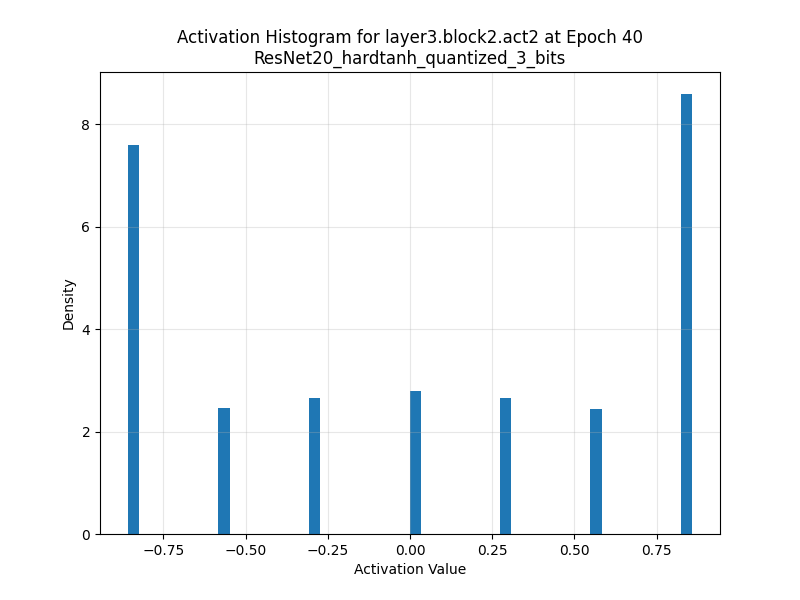 Activation Histogram for layer3.block2.act2 at Epoch 40
ResNet20_hardtanh_quantized_3_bits
Density
8
6
4
2
0
−0.75 −0.50 −0.25 0.00 0.25 0.50 0.75
Activation Value